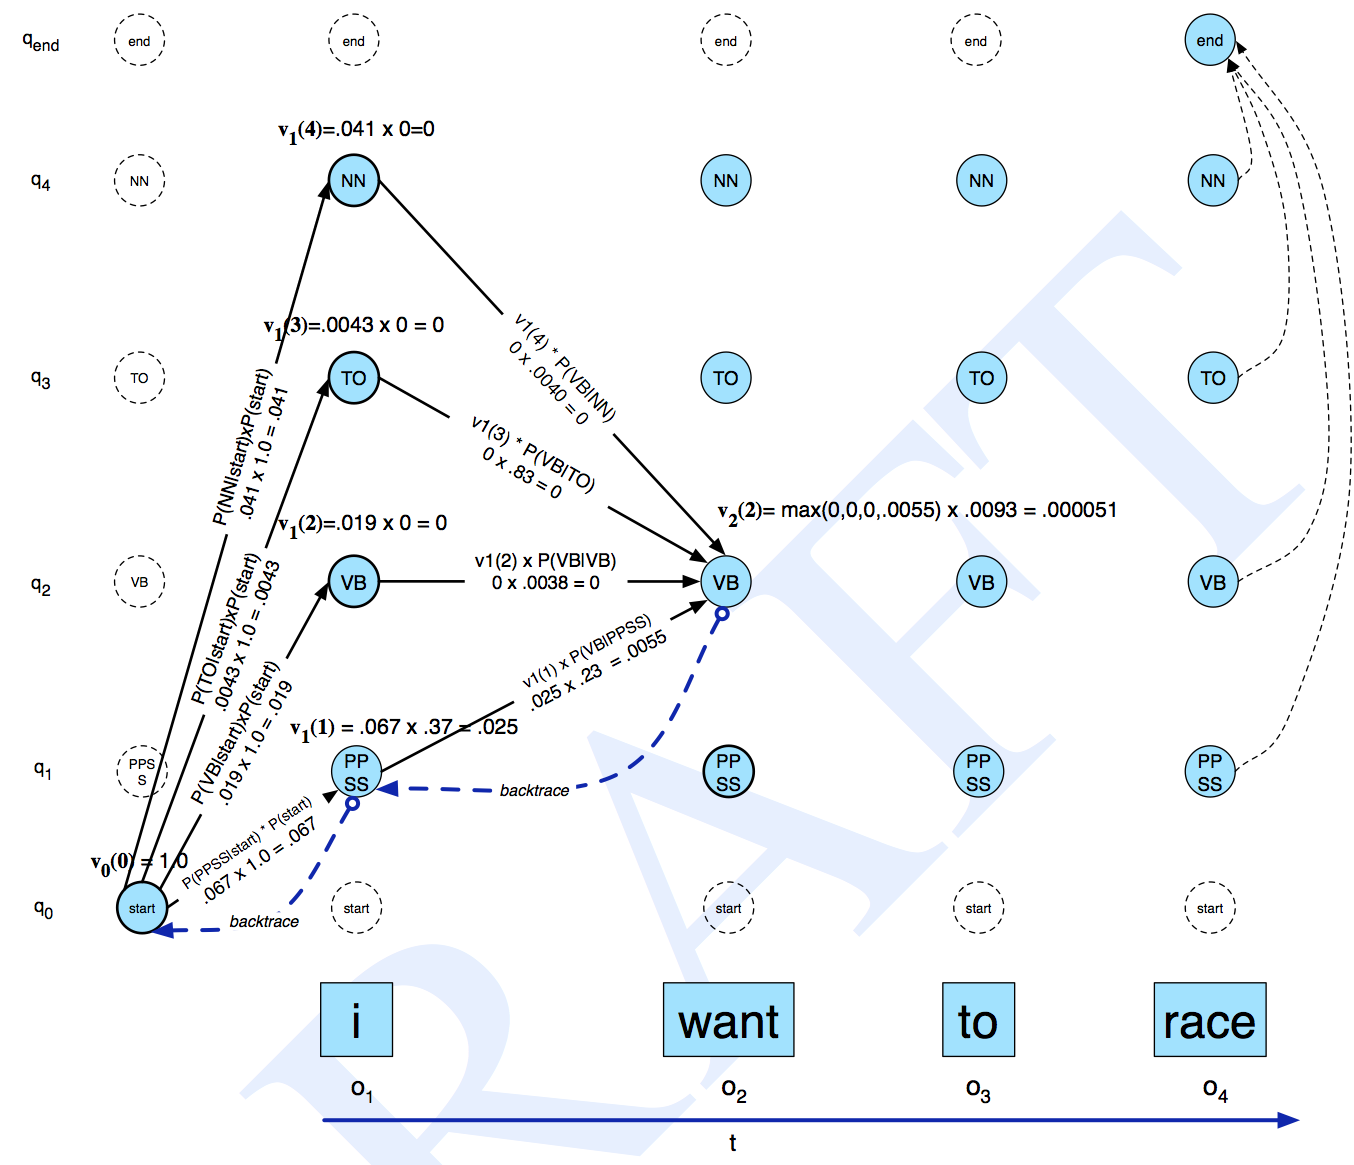 q_end end end end end end
v_1(4)=.041 x 0=0
q_4 NN NN NN NN NN
P(NN|start)xP(start)
.041 x 1.0 = .041
v1(4) * P(VB|NN)
0 x .0040 = 0
v_1(3)=.0043 x 0 = 0
q_3 TO TO TO TO TO
P(TO|start)xP(start)
.0043 x 1.0 = .0043
v1(3) * P(VB|TO)
0 x .83 = 0
v_1(2)=.019 x 0 = 0
v_2(2)= max(0,0,0,.0055) x .0093 = .000051
v1(2) x P(VB|VB)
0 x .0038 = 0
q_2 VB VB VB VB VB
P(VB|start)xP(start)
.019 x 1.0 = .019
v1(1) x P(VB|PPSS)
.025 x .23 = .0055
v_1(1) = .067 x .37 = .025
q_1 PPS PP PP PP PP
S SS SS SS SS
backtrace
P(PPSS|start) * P(start)
.067 x 1.0 = .067
v_0(0) = 1.0
q_0 start start start start start
backtrace
i want to race
o_1 o_2 o_3 o_4
t
RAFT